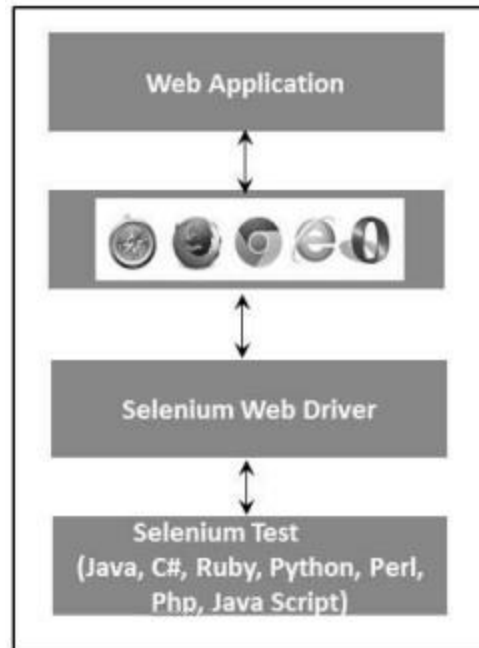 Web Application
Selenium Web Driver
Selenium Test
(Java, C#, Ruby, Python, Perl,
Php, Java Script)